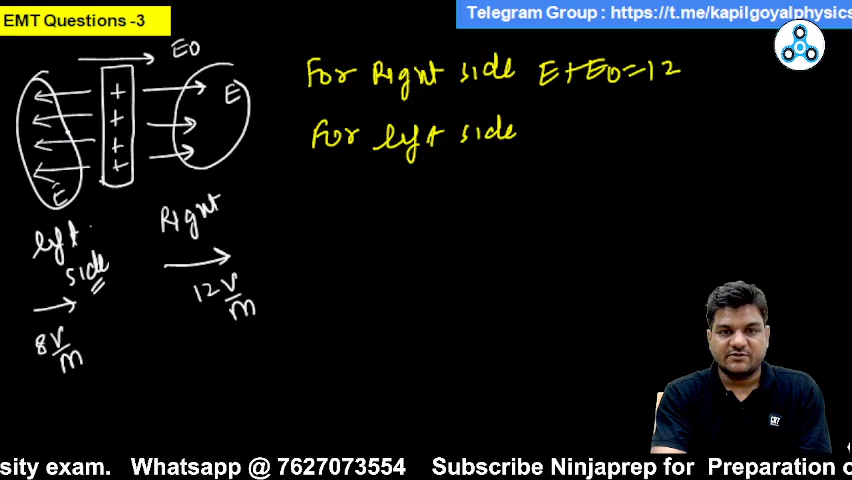 EMT Questions -3
Telegram Group : https://t.me/kapilgoyalphysics
E0
For Right side E+E0=12
E
For left side
E
left side
Right
8 V/m
12 V/m
sity exam. Whatsapp @ 7627073554 Subscribe Ninjaprep for Preparation o